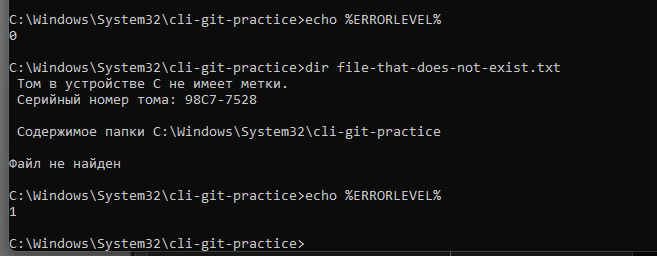 C:\Windows\System32\cli-git-practice>echo %ERRORLEVEL%
0
C:\Windows\System32\cli-git-practice>dir file-that-does-not-exist.txt
Том в устройстве C не имеет метки.
Серийный номер тома: 98C7-7528
Содержимое папки C:\Windows\System32\cli-git-practice
Файл не найден
C:\Windows\System32\cli-git-practice>echo %ERRORLEVEL%
1
C:\Windows\System32\cli-git-practice>